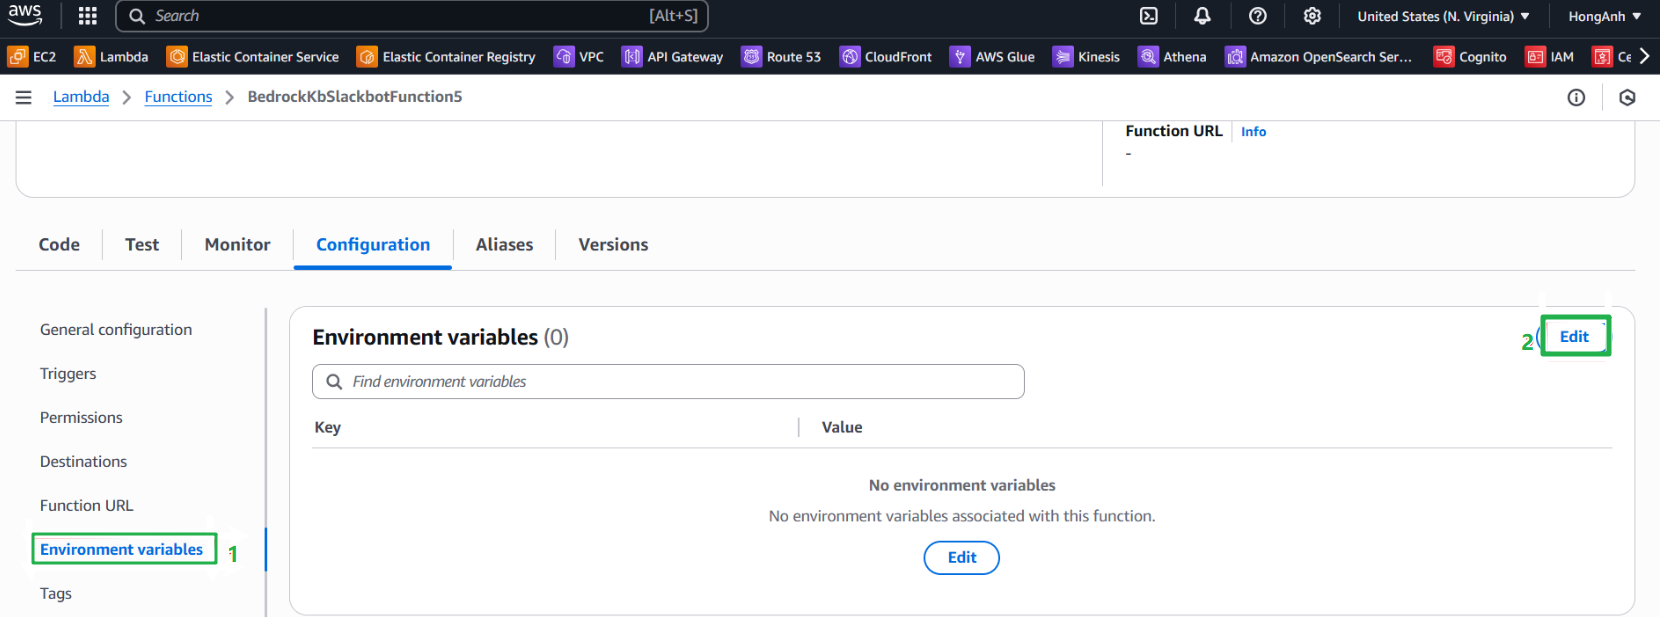 aws Search [Alt+S] United States (N. Virginia) ▼ HongAnh ▼
EC2 Lambda Elastic Container Service Elastic Container Registry VPC API Gateway Route 53 CloudFront AWS Glue Kinesis Athena Amazon OpenSearch Ser... Cognito IAM Ce
Lambda > Functions > BedrockKbSlackbotFunction5
Function URL Info
-
Code Test Monitor Configuration Aliases Versions
General configuration
Triggers
Permissions
Destinations
Function URL
Environment variables 1
Tags
Environment variables (0) 2 Edit
Find environment variables
Key Value
No environment variables
No environment variables associated with this function.
Edit